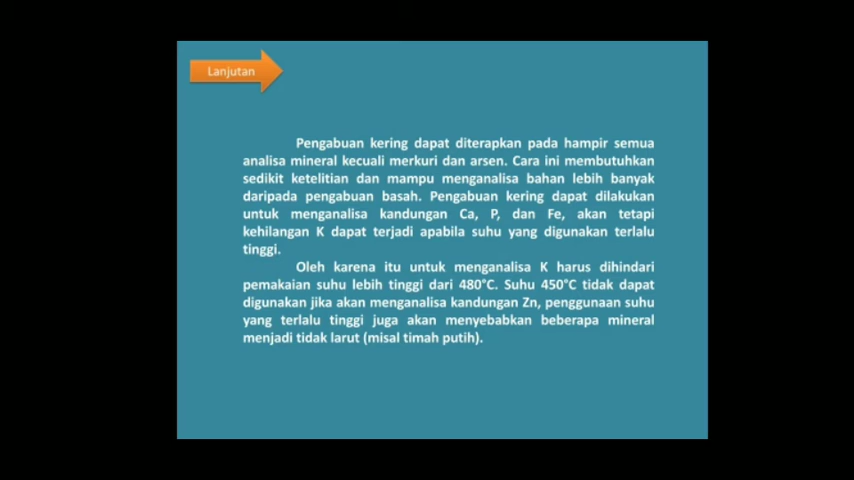 Lanjutan
Pengabuan kering dapat diterapkan pada hampir semua
analisa mineral kecuali merkuri dan arsen. Cara ini membutuhkan
sedikit ketelitian dan mampu menganalisa bahan lebih banyak
daripada pengabuan basah. Pengabuan kering dapat dilakukan
untuk menganalisa kandungan Ca, P, dan Fe, akan tetapi
kehilangan K dapat terjadi apabila suhu yang digunakan terlalu
tinggi.
Oleh karena itu untuk menganalisa K harus dihindari
pemakaian suhu lebih tinggi dari 480°C. Suhu 450°C tidak dapat
digunakan jika akan menganalisa kandungan Zn, penggunaan suhu
yang terlalu tinggi juga akan menyebabkan beberapa mineral
menjadi tidak larut (misal timah putih).